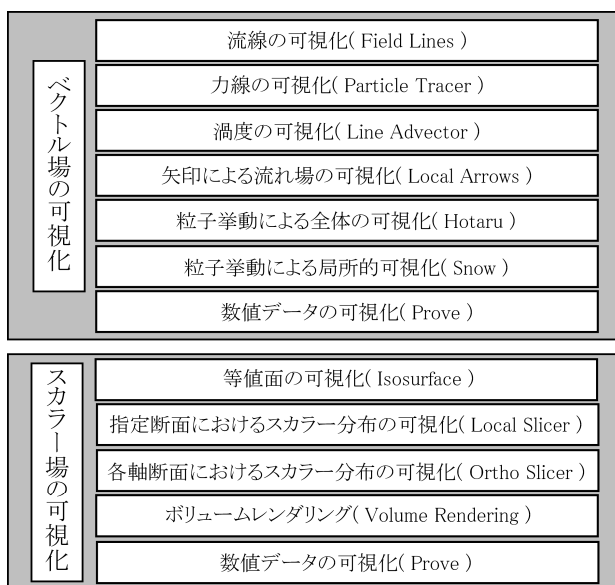 ベクトル場の可視化
流線の可視化( Field Lines )
力線の可視化( Particle Tracer )
渦度の可視化( Line Advector )
矢印による流れ場の可視化( Local Arrows )
粒子挙動による全体の可視化( Hotaru )
粒子挙動による局所的可視化( Snow )
数値データの可視化( Prove )
スカラー場の可視化
等値面の可視化( Isosurface )
指定断面におけるスカラー分布の可視化( Local Slicer )
各軸断面におけるスカラー分布の可視化( Ortho Slicer )
ボリュームレンダリング( Volume Rendering )
数値データの可視化( Prove )